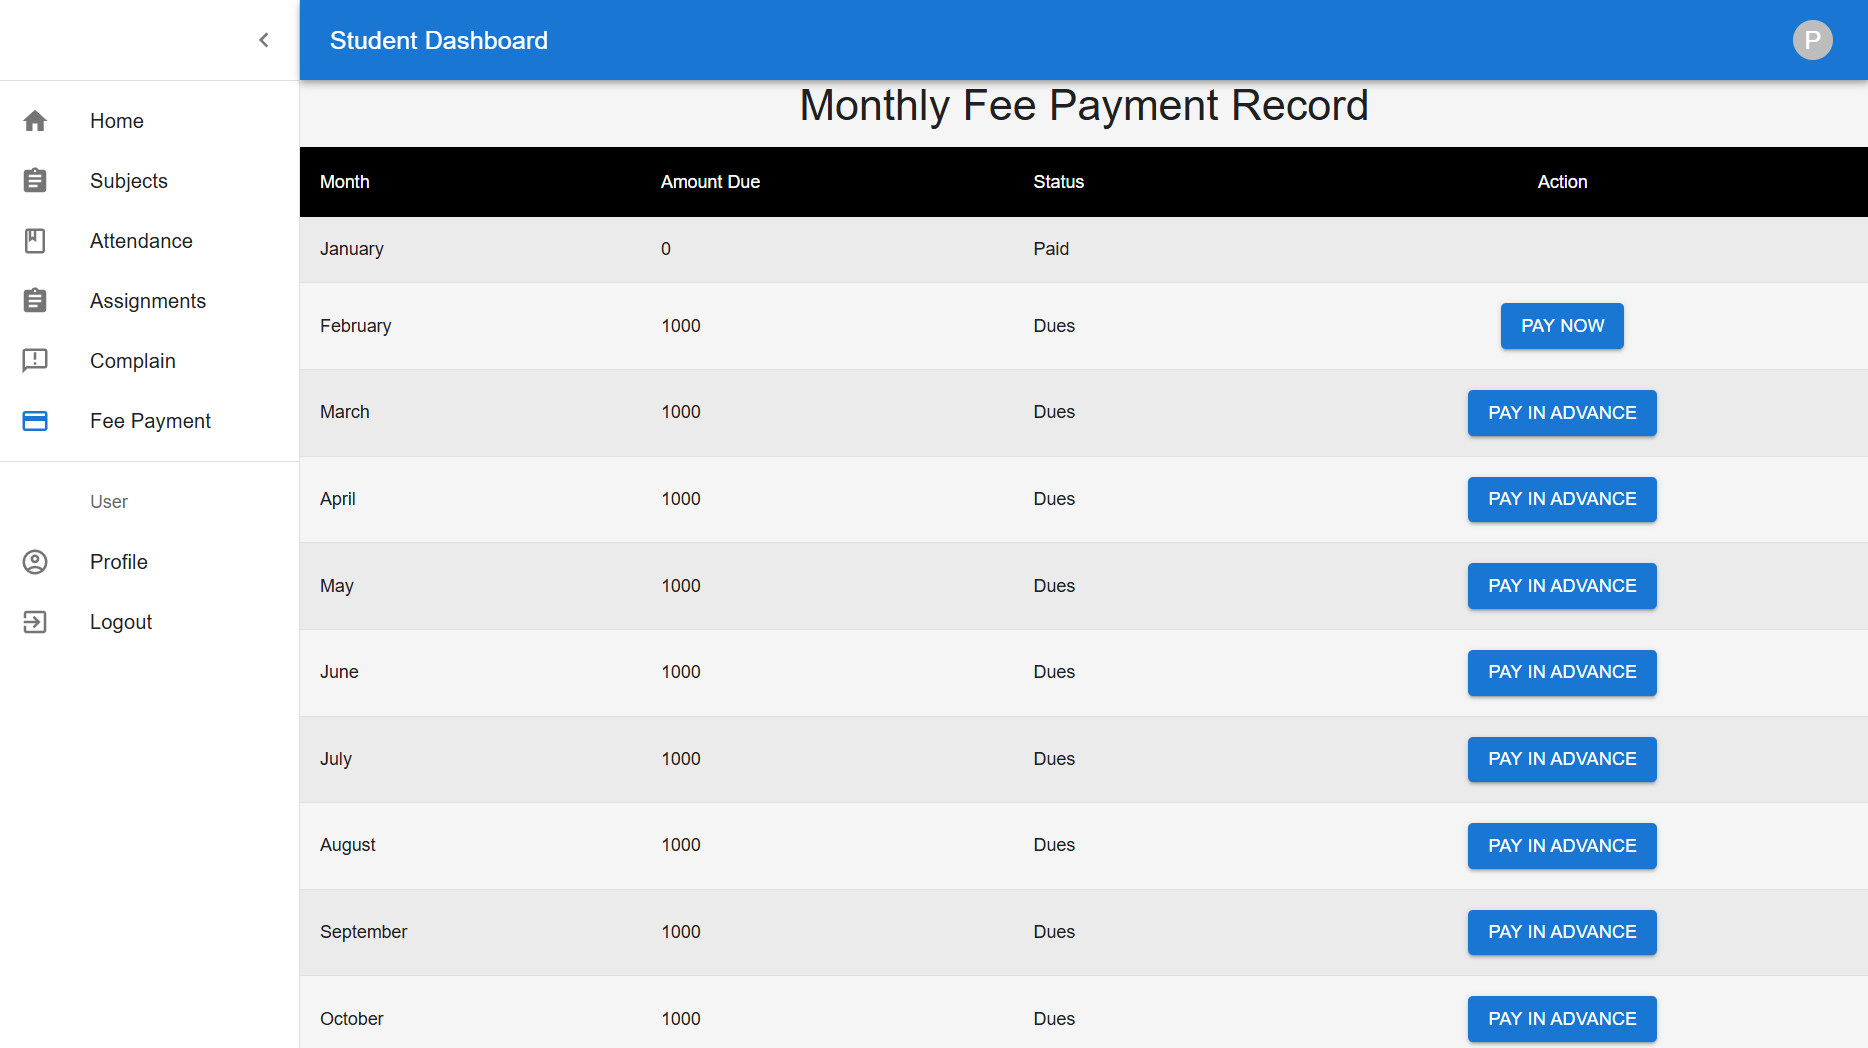 Student Dashboard
P
Home
Subjects
Attendance
Assignments
Complain
Fee Payment
User
Profile
Logout
Monthly Fee Payment Record
Month Amount Due Status Action
January 0 Paid
February 1000 Dues PAY NOW
March 1000 Dues PAY IN ADVANCE
April 1000 Dues PAY IN ADVANCE
May 1000 Dues PAY IN ADVANCE
June 1000 Dues PAY IN ADVANCE
July 1000 Dues PAY IN ADVANCE
August 1000 Dues PAY IN ADVANCE
September 1000 Dues PAY IN ADVANCE
October 1000 Dues PAY IN ADVANCE